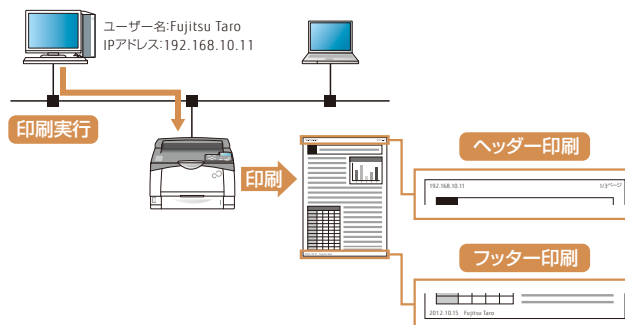 ユーザー名:Fujitsu Taro
IPアドレス:192.168.10.11
印刷実行
印刷
ヘッダー印刷
192.168.10.11 1/3ページ
フッター印刷
2012.10.15 Fujitsu Taro